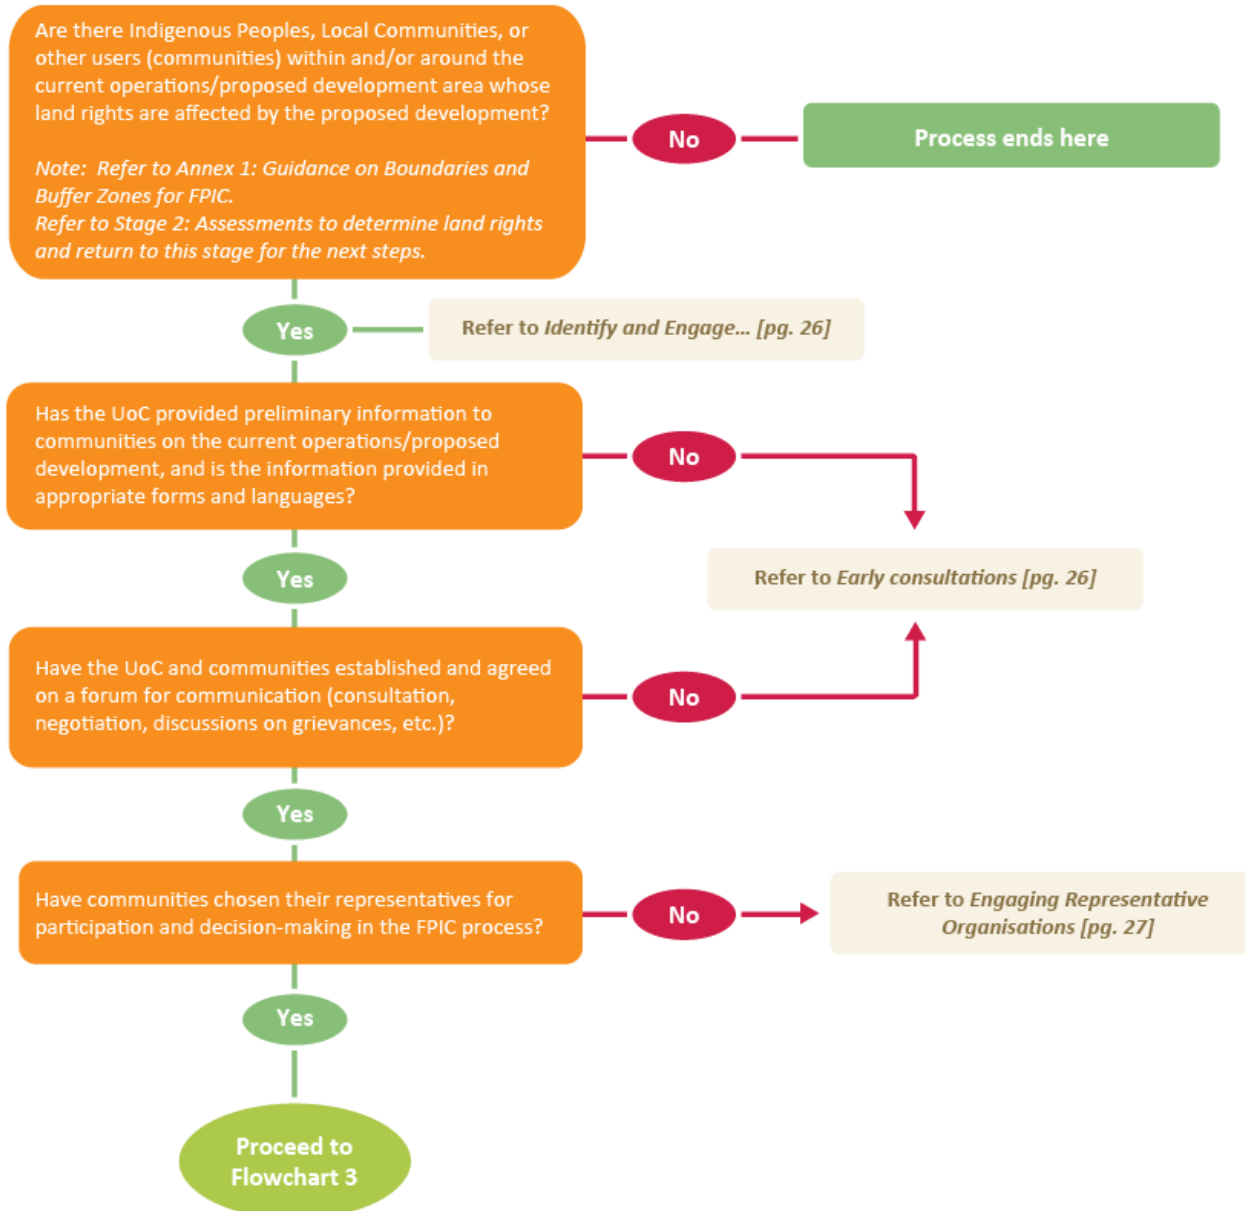 Are there Indigenous Peoples, Local Communities, or
other users (communities) within and/or around the
current operations/proposed development area whose
land rights are affected by the proposed development?
Note:  Refer to Annex 1: Guidance on Boundaries and
Buffer Zones for FPIC.
Refer to Stage 2: Assessments to determine land rights
and return to this stage for the next steps.
No
Process ends here
Yes
Refer to Identify and Engage... [pg. 26]
Has the UoC provided preliminary information to
communities on the current operations/proposed
development, and is the information provided in
appropriate forms and languages?
No
Refer to Early consultations [pg. 26]
Yes
Have the UoC and communities established and agreed
on a forum for communication (consultation,
negotiation, discussions on grievances, etc.)?
No
Yes
Have communities chosen their representatives for
participation and decision-making in the FPIC process?
No
Refer to Engaging Representative
Organisations [pg. 27]
Yes
Proceed to
Flowchart 3